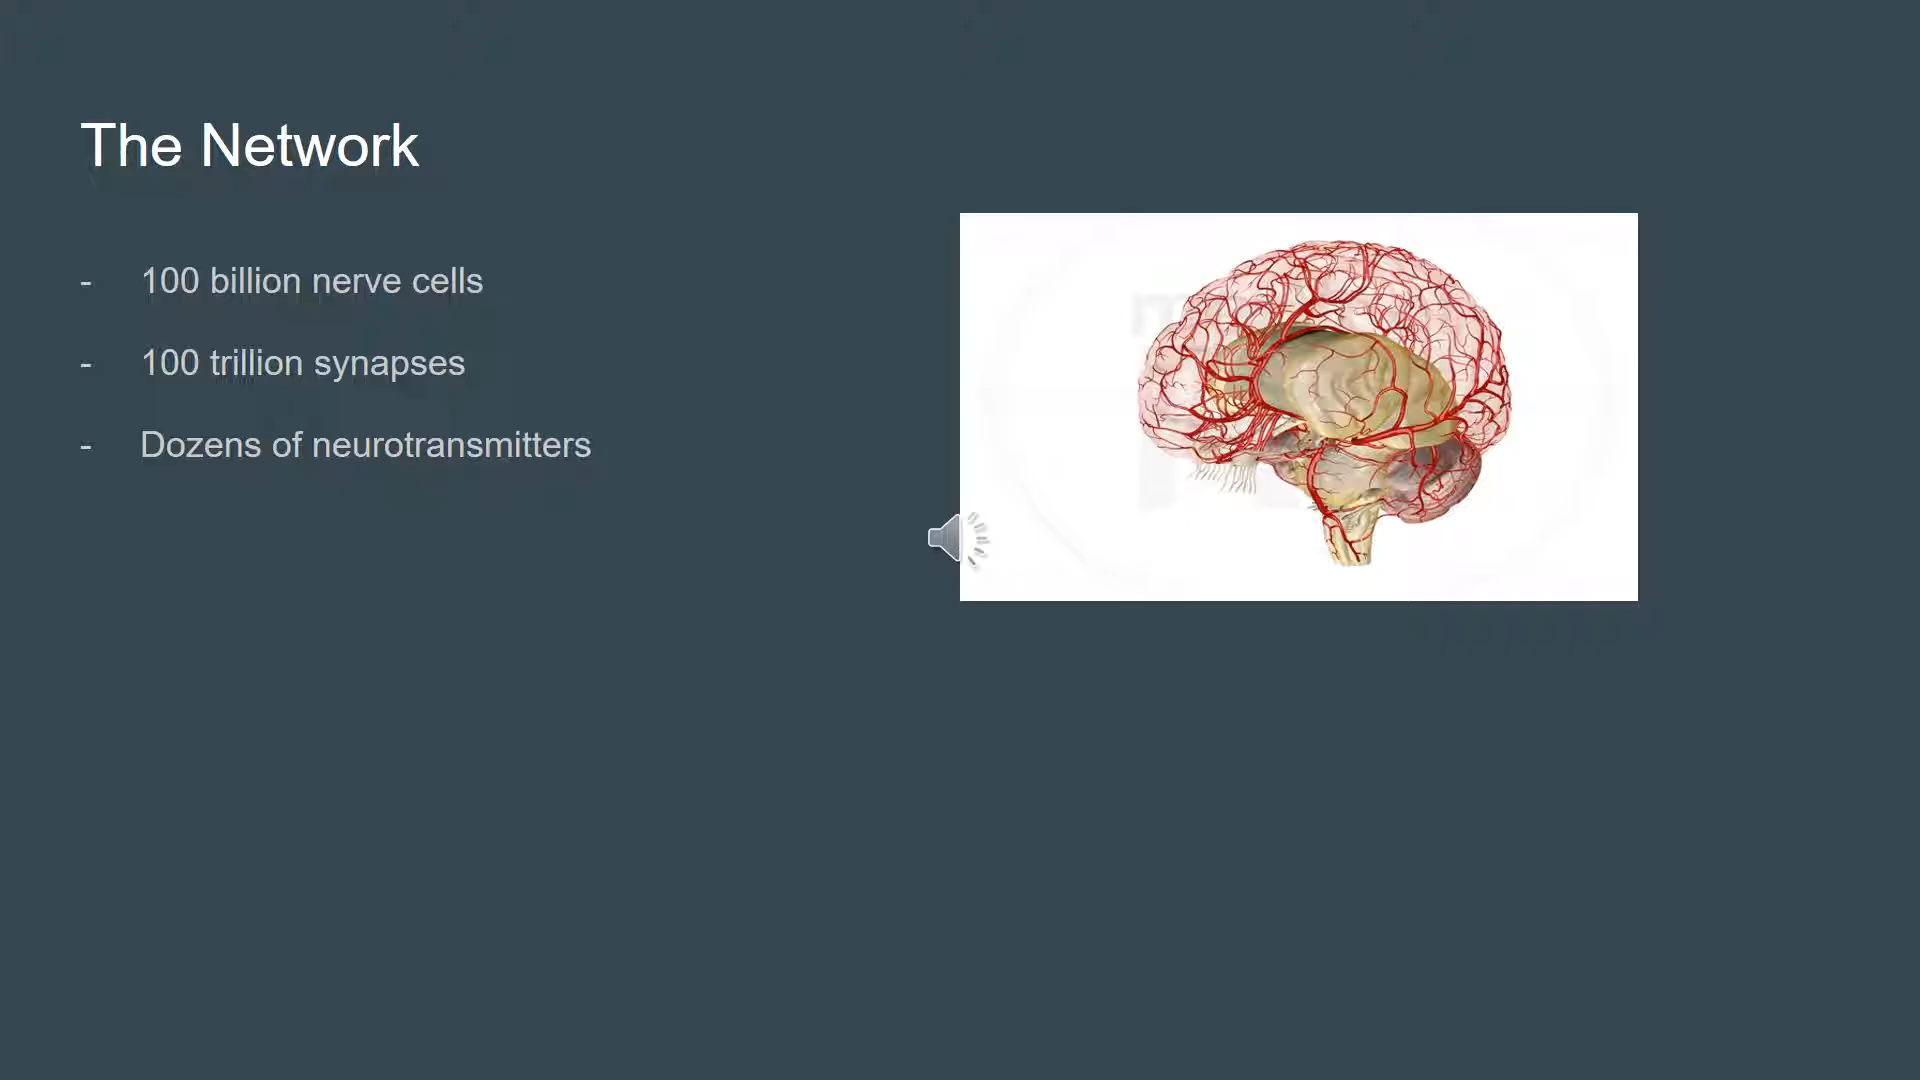 The Network
- 100 billion nerve cells
- 100 trillion synapses
- Dozens of neurotransmitters